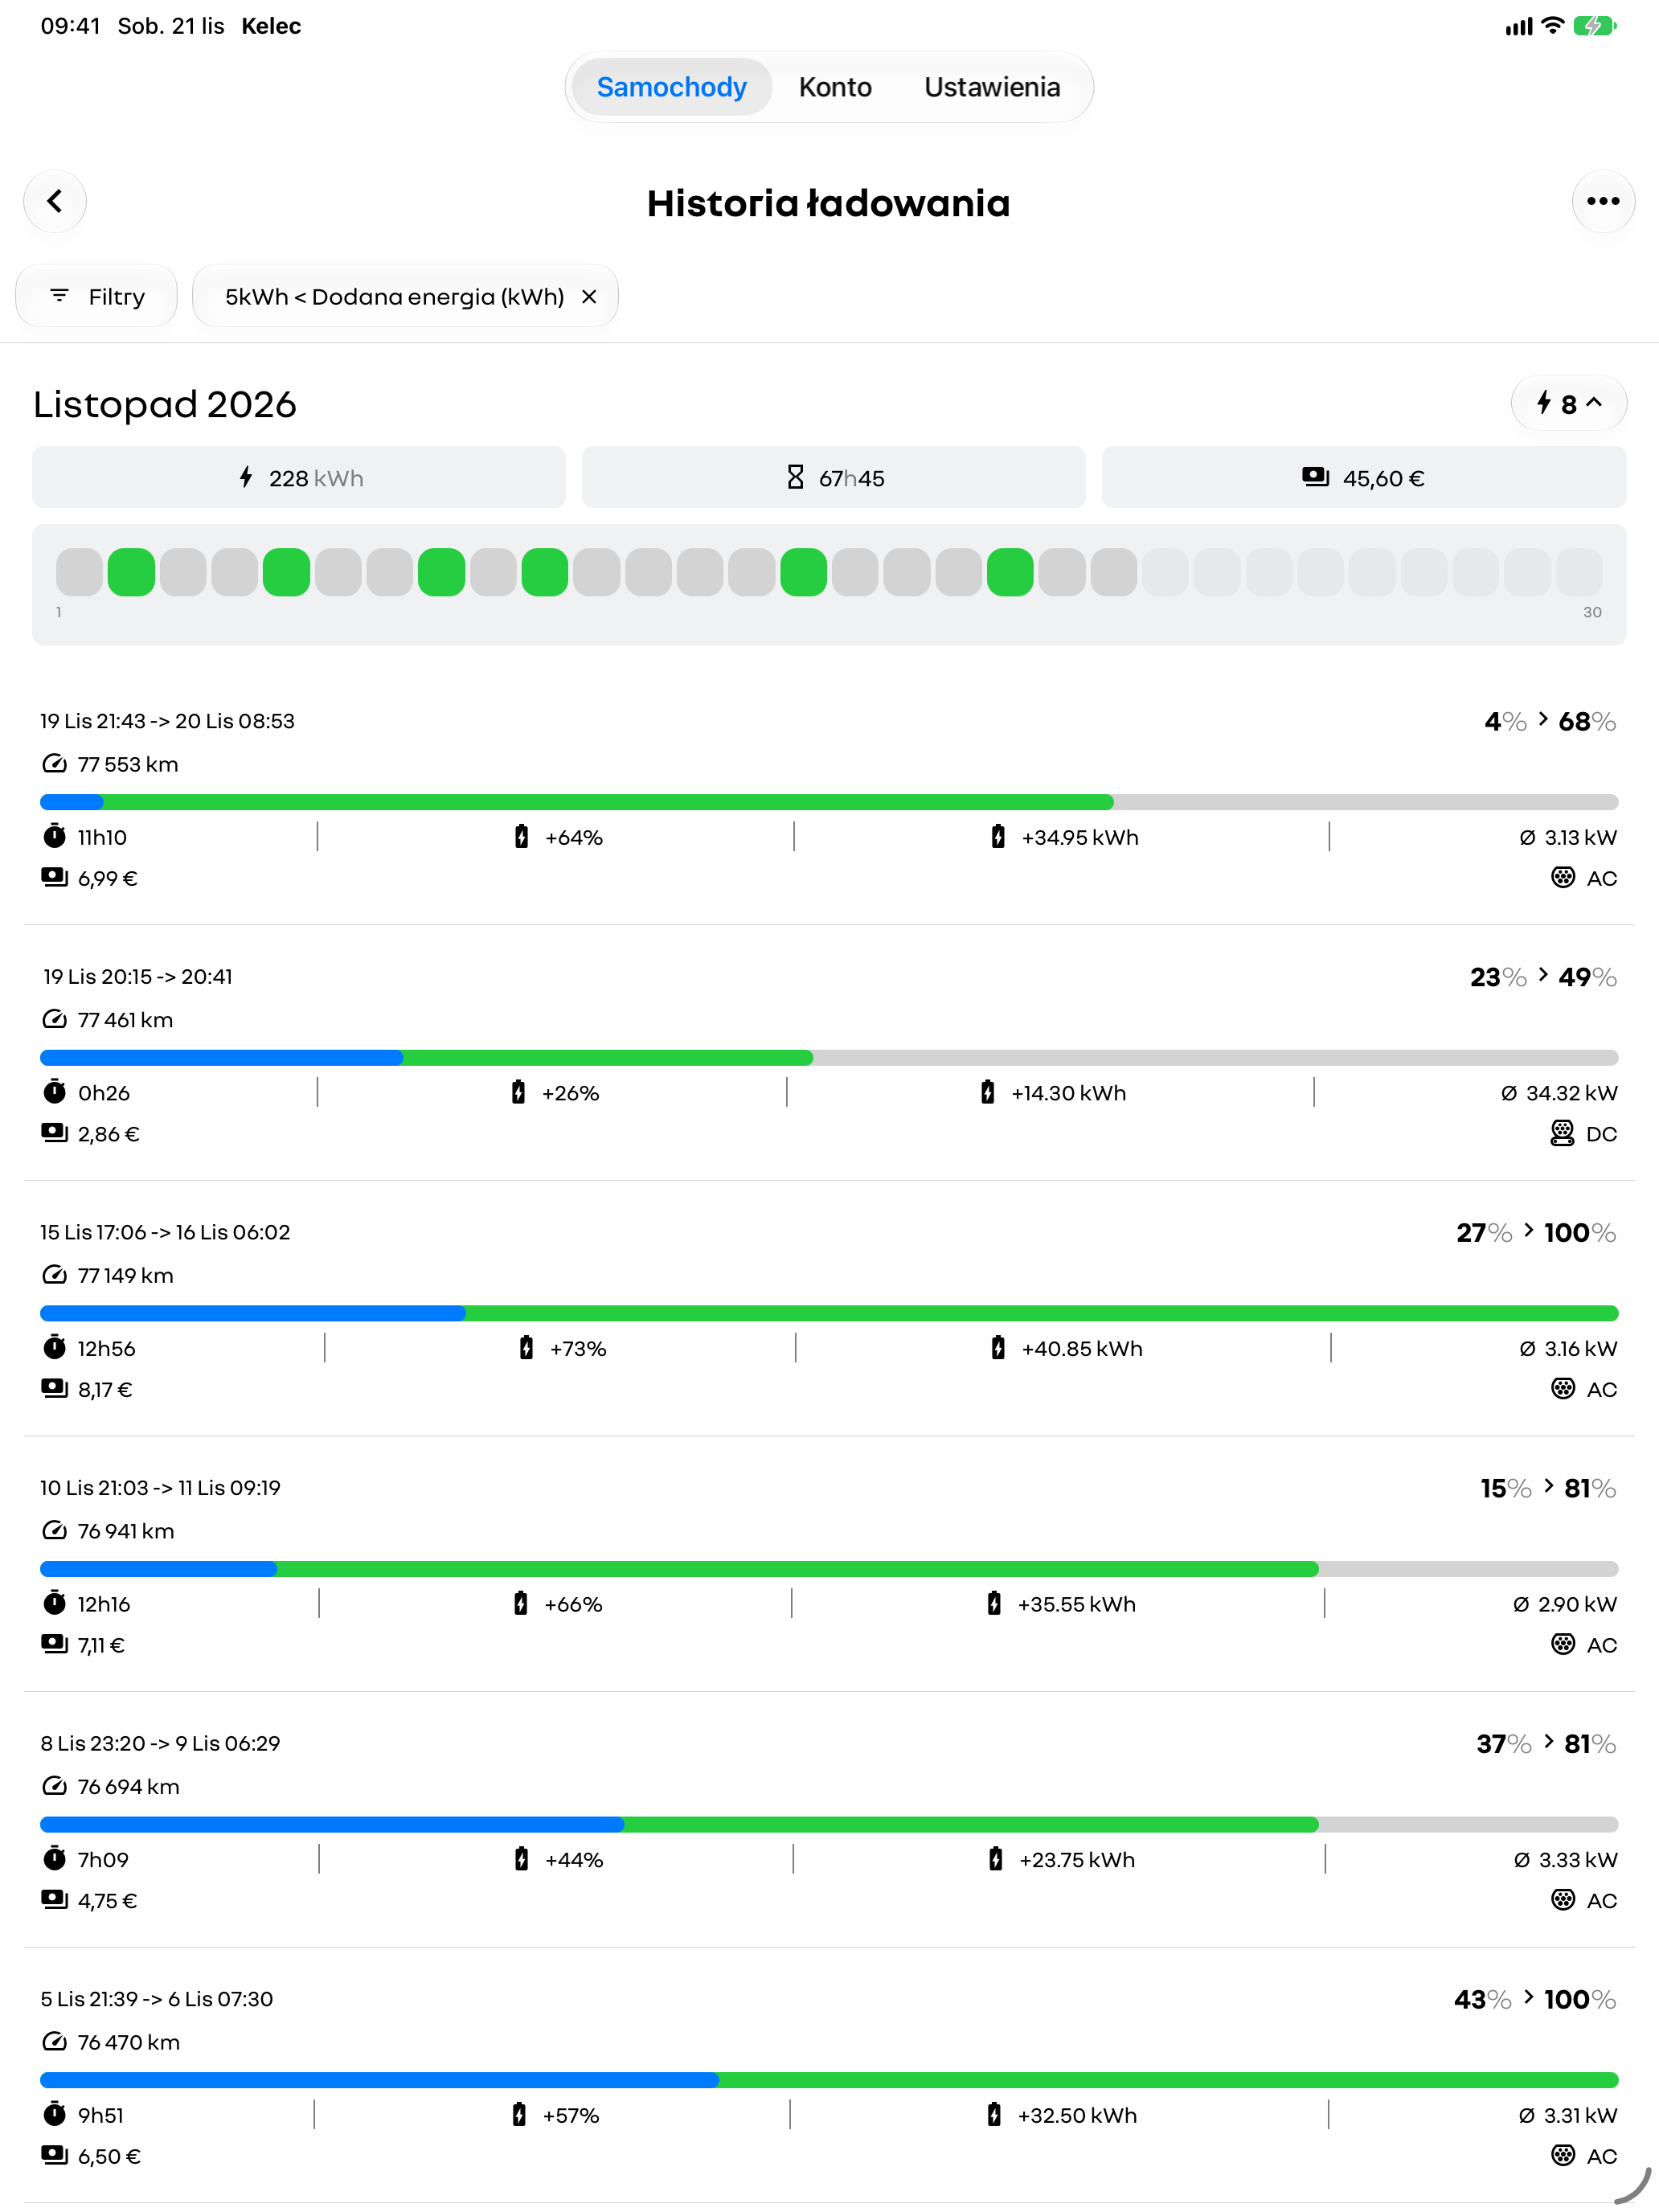 09:41 Sob. 21 lis Kelec
Samochody Konto Ustawienia
Historia ładowania
Filtry 5kWh < Dodana energia (kWh)
Listopad 2026 8
228 kWh 67h45 45,60 €
1 30
19 Lis 21:43 -> 20 Lis 08:53 4% > 68%
77 553 km
11h10 +64% +34.95 kWh Ø 3.13 kW
6,99 € AC
19 Lis 20:15 -> 20:41 23% > 49%
77 461 km
0h26 +26% +14.30 kWh Ø 34.32 kW
2,86 € DC
15 Lis 17:06 -> 16 Lis 06:02 27% > 100%
77 149 km
12h56 +73% +40.85 kWh Ø 3.16 kW
8,17 € AC
10 Lis 21:03 -> 11 Lis 09:19 15% > 81%
76 941 km
12h16 +66% +35.55 kWh Ø 2.90 kW
7,11 € AC
8 Lis 23:20 -> 9 Lis 06:29 37% > 81%
76 694 km
7h09 +44% +23.75 kWh Ø 3.33 kW
4,75 € AC
5 Lis 21:39 -> 6 Lis 07:30 43% > 100%
76 470 km
9h51 +57% +32.50 kWh Ø 3.31 kW
6,50 € AC